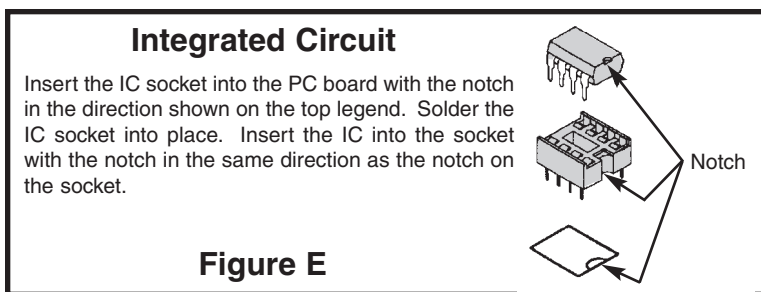 Integrated Circuit
Insert the IC socket into the PC board with the notch
in the direction shown on the top legend. Solder the
IC socket into place. Insert the IC into the socket
with the notch in the same direction as the notch on
the socket.
Notch
Figure E